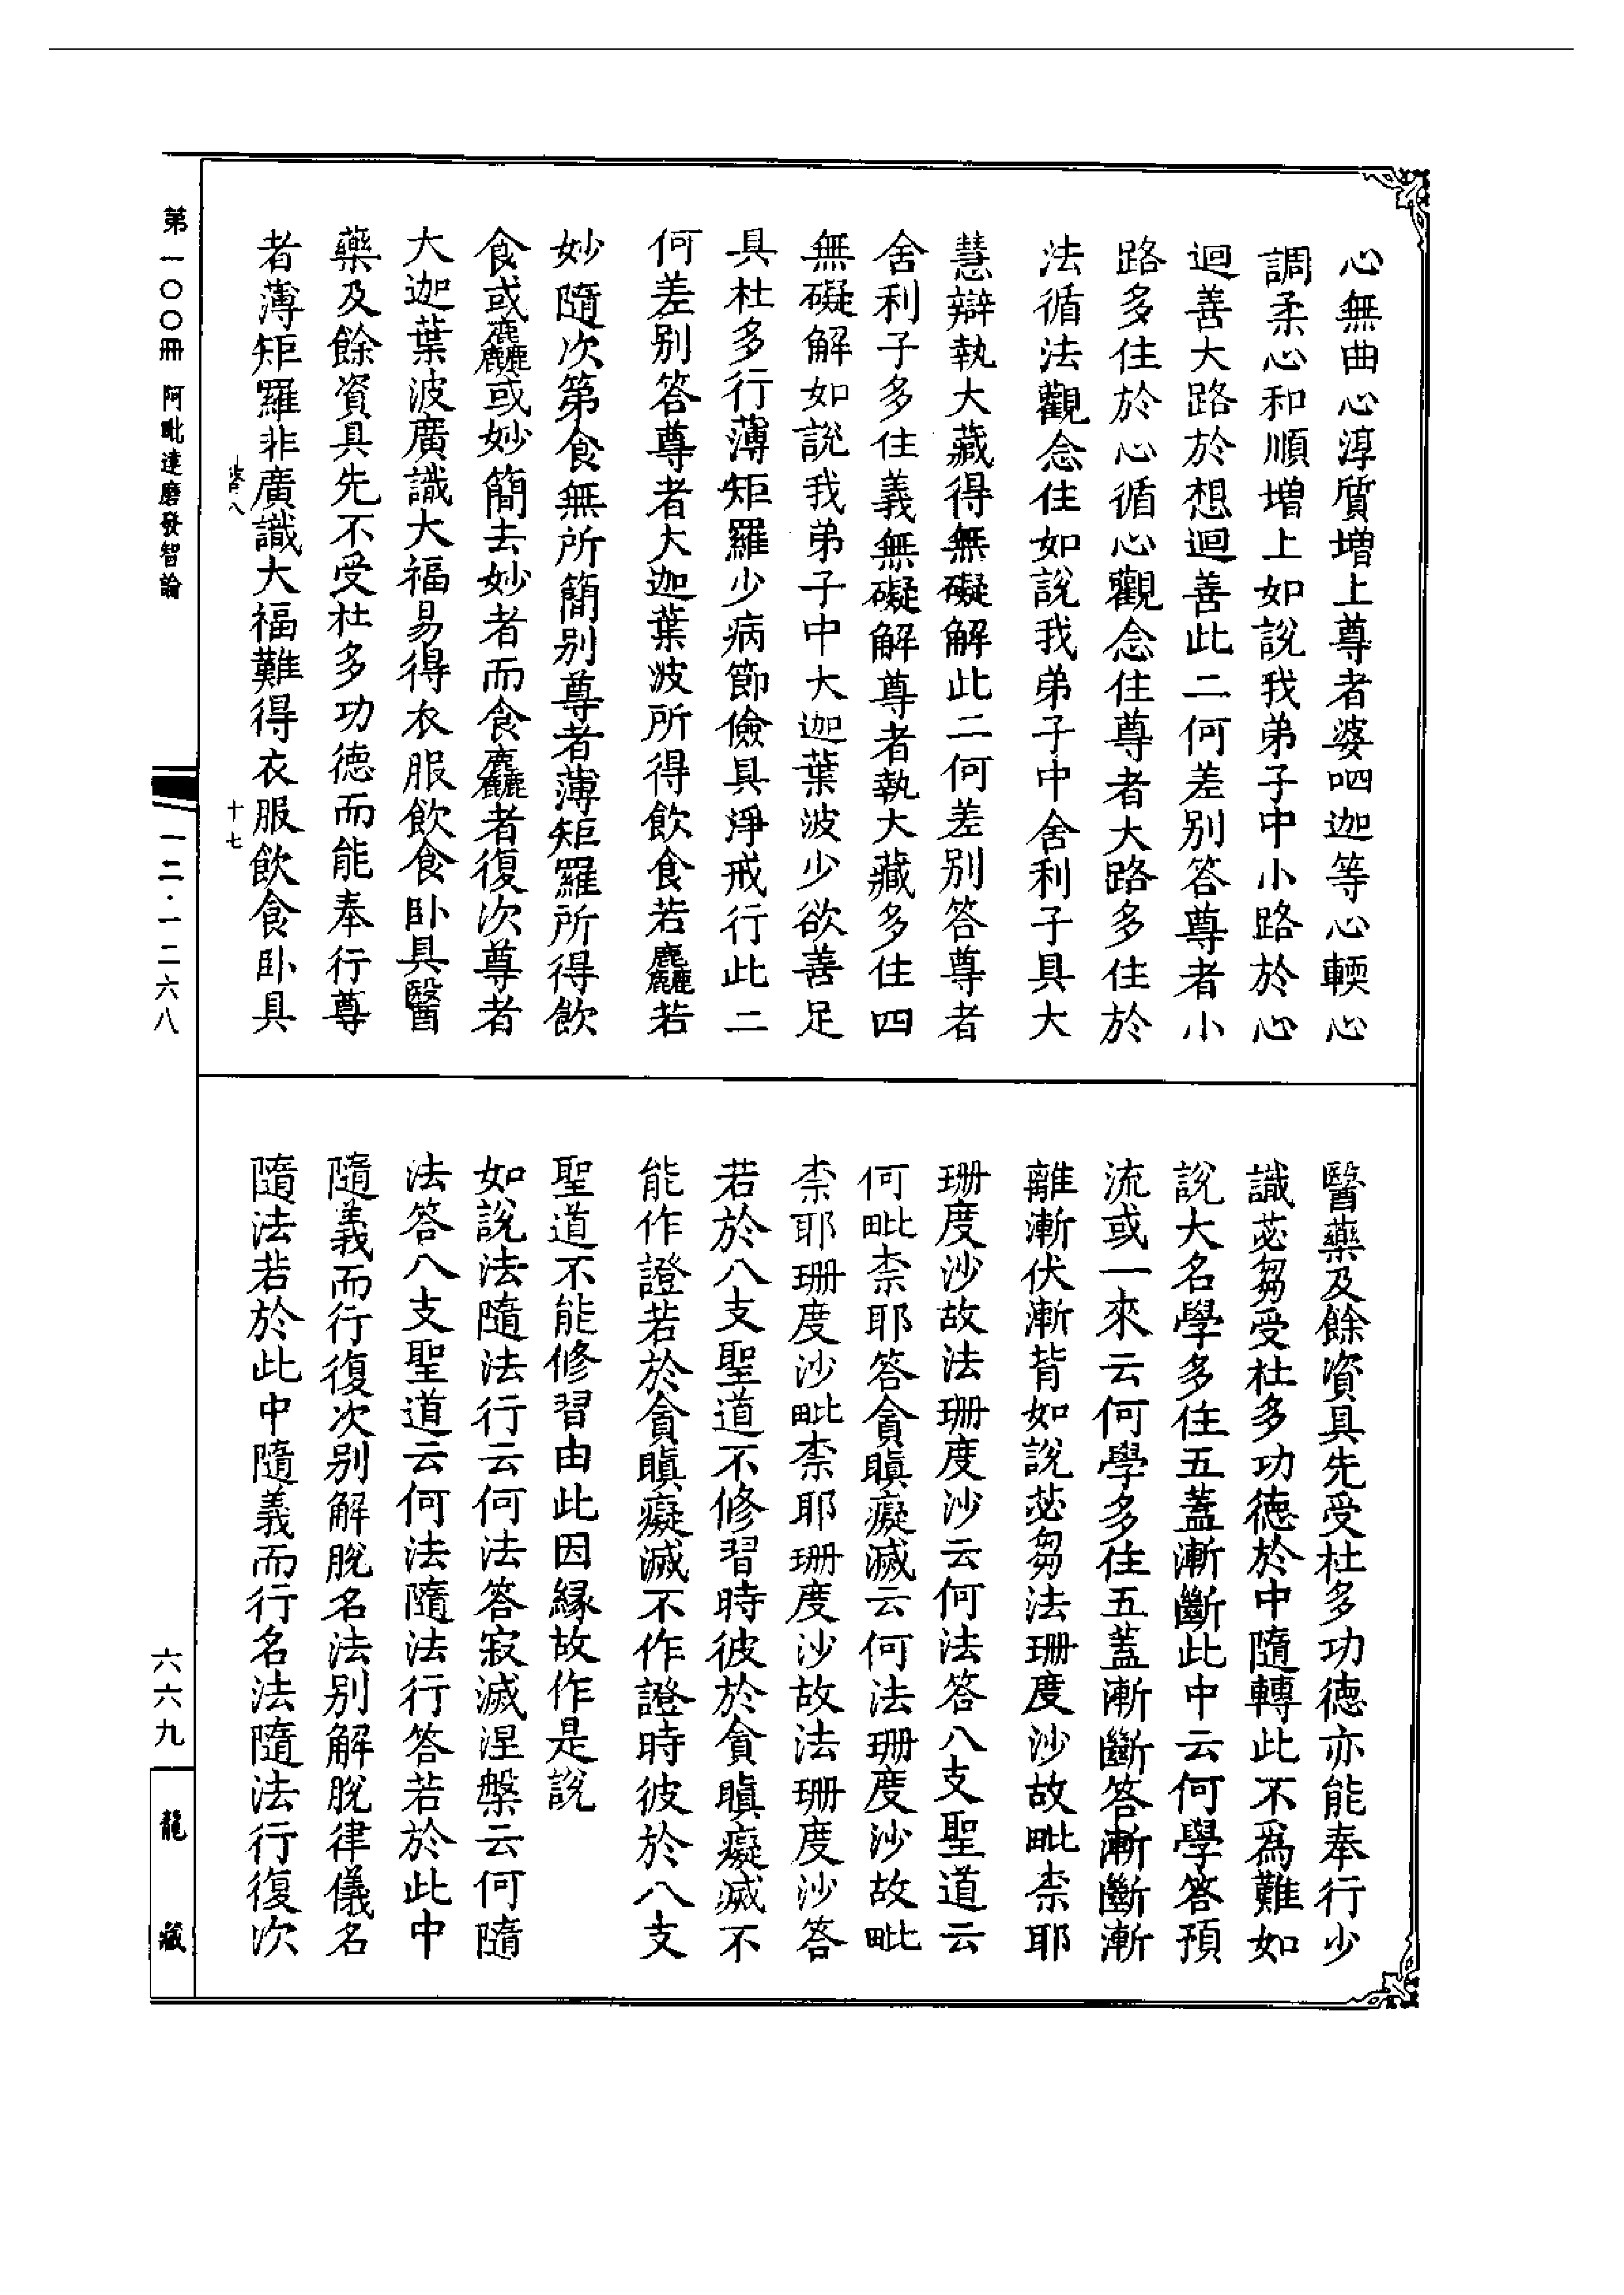 心無曲心淳質增上尊者婆呬迦等心輭心
調柔心和順增上如說我弟子中小路於心
迴善大路於想迴善此二何差別答尊者小
路多住於心循心觀念住尊者大路多住於
法循法觀念住如說我弟子中舍利子具大
慧辯執大藏得無礙解此二何差別答尊者
舍利子多住義無礙解尊者執大藏多住四
無礙解如說我弟子中大迦葉波少欲善足
具杜多行薄矩羅少病節儉具淨戒行此二
何差別答尊者大迦葉波所得飲食若麤若
妙隨次第食無所簡別尊者薄矩羅所得飲
食或麤或妙簡去妙者而食麤者復次尊者
大迦葉波廣識大福易得衣服飲食臥具醫
藥及餘資具先不受杜多功德而能奉行尊
者薄矩羅非廣識大福難得衣服飲食臥具
醫藥及餘資具先受杜多功德亦能奉行少
識苾芻受杜多功德於中隨轉此不為難如
說大名學多住五蓋漸斷此中云何學答預
流或一來云何學多住五蓋漸斷答漸斷漸
離漸伏漸背如說苾芻法珊度沙故毗柰耶
珊度沙故法珊度沙云何法答八支聖道云
何毗柰耶答貪瞋癡滅云何法珊度沙故毗
柰耶珊度沙毗柰耶珊度沙故法珊度沙答
若於八支聖道不修習時彼於貪瞋癡滅不
能作證若於貪瞋癡滅不作證時彼於八支
聖道不能修習由此因緣故作是說
如說法隨法行云何法答寂滅涅槃云何隨
法答八支聖道云何法隨法行答若於此中
隨義而行復次別解脫名法別解脫律儀名
隨法若於此中隨義而行名法隨法行復次
第一〇〇冊 阿毗達磨發智論
十七
一二·一二六八
六六九
龍藏